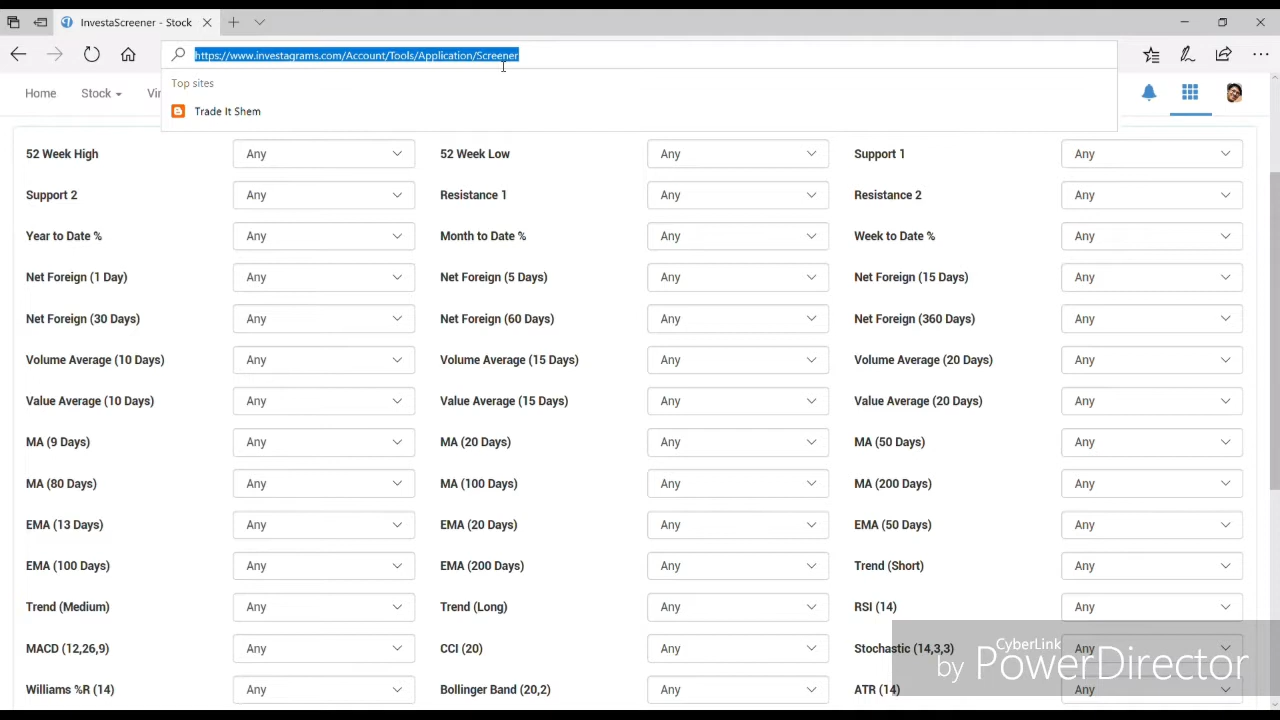 InvestaScreener - Stock
https://www.investagrams.com/Account/Tools/Application/Screener
Top sites
Trade It Shem
Home Stock Vir
52 Week High Any 52 Week Low Any Support 1 Any
Support 2 Any Resistance 1 Any Resistance 2 Any
Year to Date % Any Month to Date % Any Week to Date % Any
Net Foreign (1 Day) Any Net Foreign (5 Days) Any Net Foreign (15 Days) Any
Net Foreign (30 Days) Any Net Foreign (60 Days) Any Net Foreign (360 Days) Any
Volume Average (10 Days) Any Volume Average (15 Days) Any Volume Average (20 Days) Any
Value Average (10 Days) Any Value Average (15 Days) Any Value Average (20 Days) Any
MA (9 Days) Any MA (20 Days) Any MA (50 Days) Any
MA (80 Days) Any MA (100 Days) Any MA (200 Days) Any
EMA (13 Days) Any EMA (20 Days) Any EMA (50 Days) Any
EMA (100 Days) Any EMA (200 Days) Any Trend (Short) Any
Trend (Medium) Any Trend (Long) Any RSI (14) Any
MACD (12,26,9) Any CCI (20) Any Stochastic (14,3,3) Any
Williams %R (14) Any Bollinger Band (20,2) Any ATR (14) Any
CyberLink
by PowerDirector